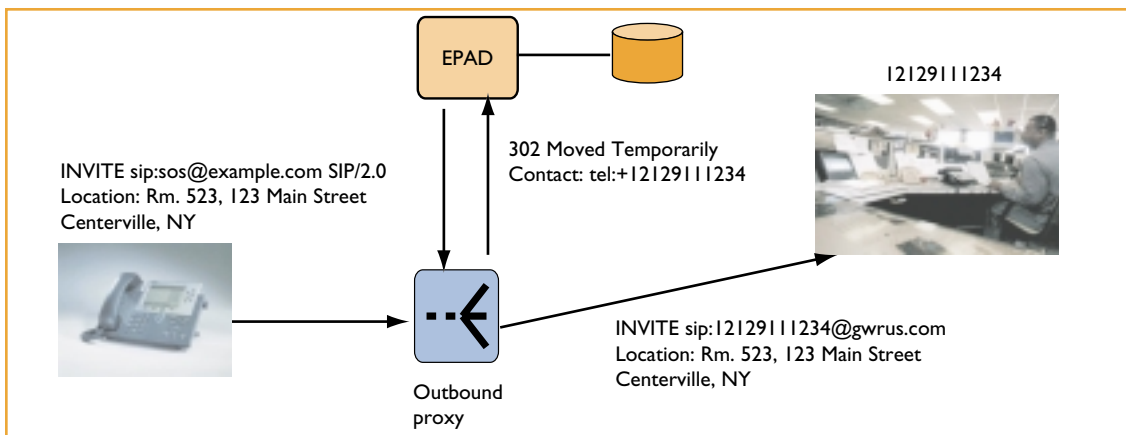 EPAD
12129111234
302 Moved Temporarily
Contact: tel:+12129111234
INVITE sip:sos@example.com SIP/2.0
Location: Rm. 523, 123 Main Street
Centerville, NY
INVITE sip:12129111234@gwrus.com
Location: Rm. 523, 123 Main Street
Centerville, NY
Outbound
proxy